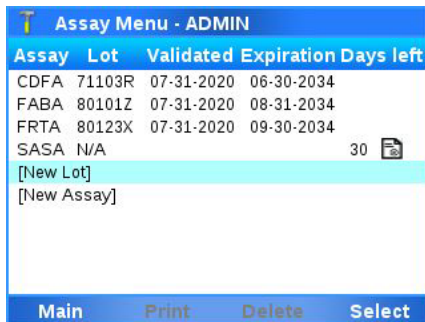 Assay Menu - ADMIN
Assay Lot Validated Expiration Days left
CDFA 71103R 07-31-2020 06-30-2034
FABA 80101Z 07-31-2020 08-31-2034
FRTA 80123X 07-31-2020 09-30-2034
SASA N/A 30
[New Lot]
[New Assay]
Main Print Delete Select